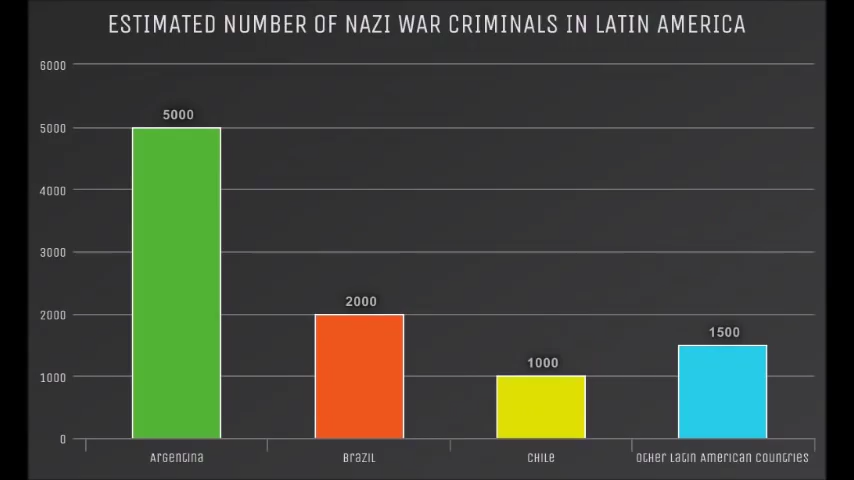 ESTIMATED NUMBER OF NAZI WAR CRIMINALS IN LATIN AMERICA
6000
5000
5000
4000
3000
2000
2000
1500
1000
1000
0
Argentina
Brazil
Chile
Other Latin American Countries